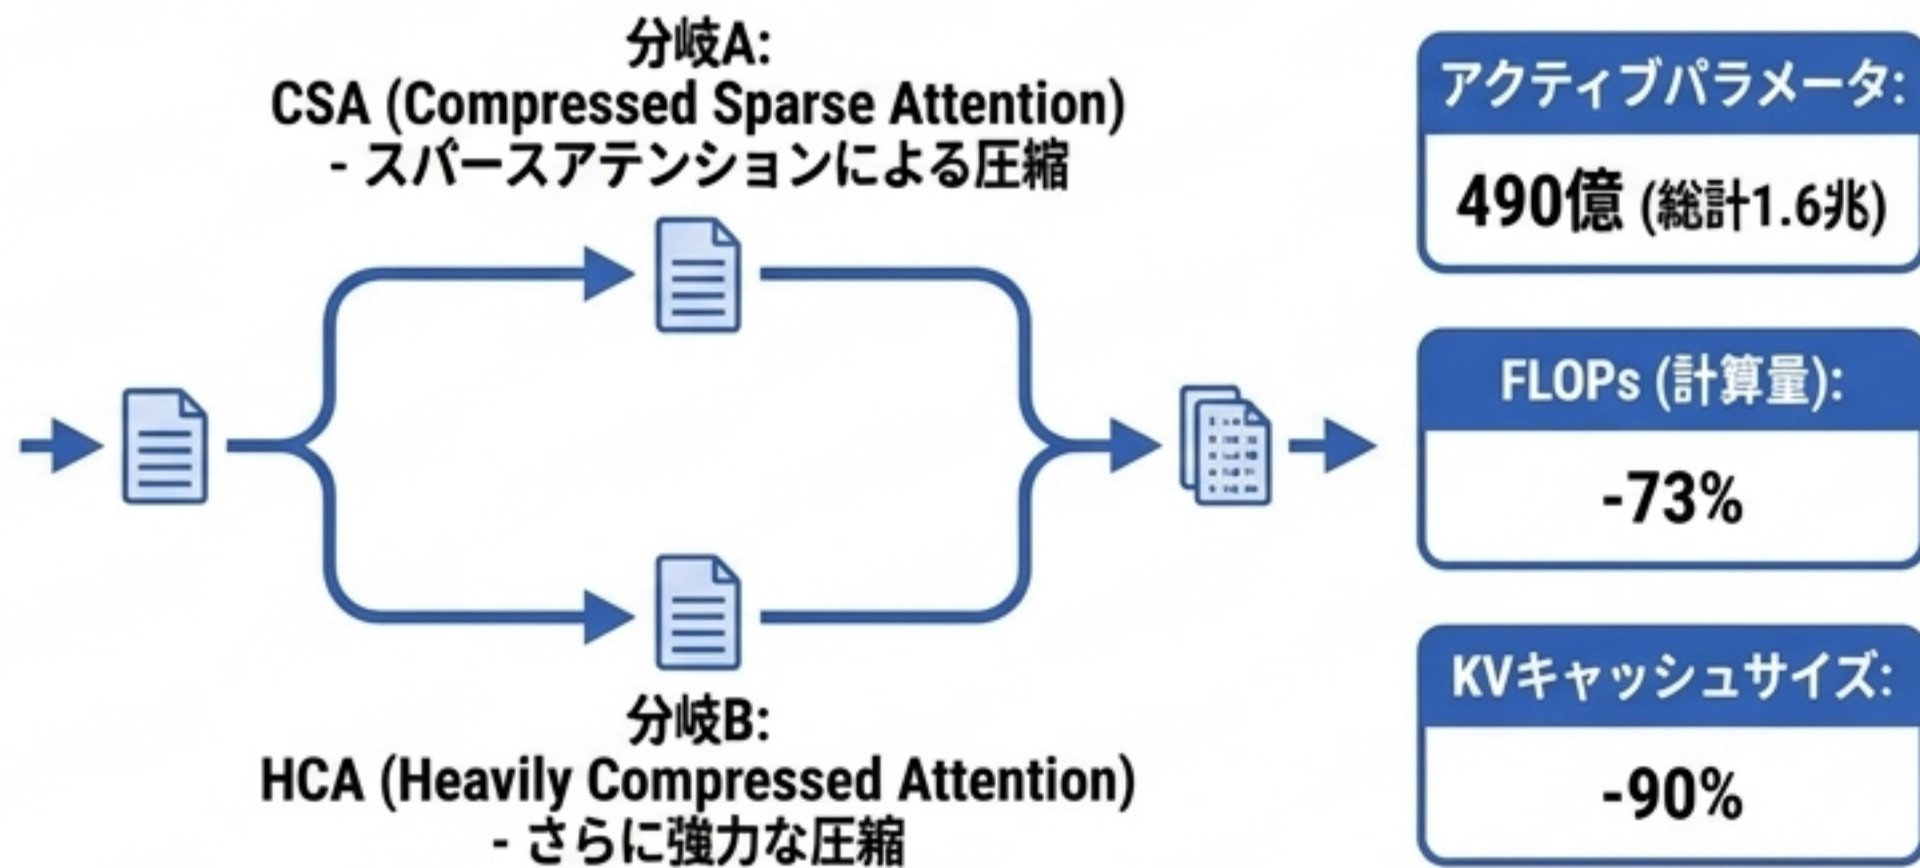 分岐A:
CSA (Compressed Sparse Attention)
- スパースアテンションによる圧縮
分岐B:
HCA (Heavily Compressed Attention)
- さらに強力な圧縮
アクティブパラメータ:
490億 (総計1.6兆)
FLOPs (計算量):
-73%
KVキャッシュサイズ:
-90%